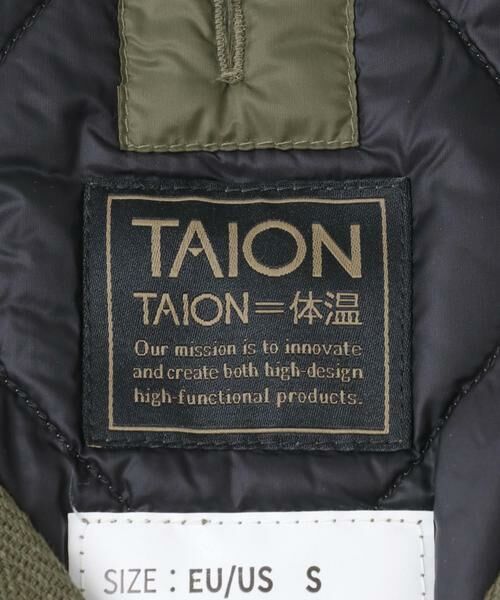 TAION
TAION=体温
Our mission is to innovate
and create both high-design
high-functional products.
SIZE : EU/US S